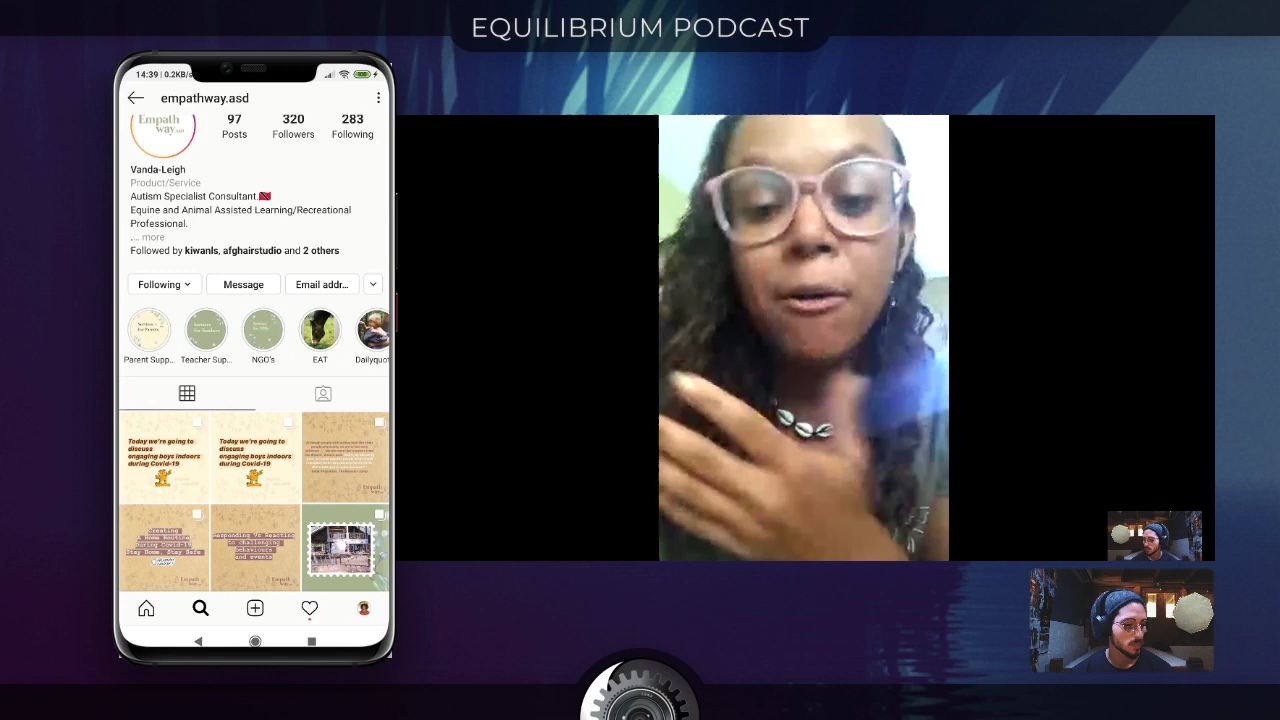 EQUILIBRIUM PODCAST
14:39 | 0.2KB/s
empathway.asd
Empath
way.ASD
97
320
283
Posts
Followers
Following
Vanda-Leigh
Product/Service
Autism Specialist Consultant.🇹🇹
Equine and Animal Assisted Learning/Recreational
Professional.
.... more
Followed by kiwanls, afghairstudio and 2 others
Following
Message
Email addr...
Parent Supp...
Teacher Sup...
NGO's
EAT
Dailyquot
Today we're going to
discuss
engaging boys indoors
during Covid-19
Today we're going to
discuss
engaging boys indoors
during Covid-19
Creating
A Home Routine
During Covid-19
Stay Home, Stay Safe
Responding Vs Reacting
to challenging
behaviours
and events